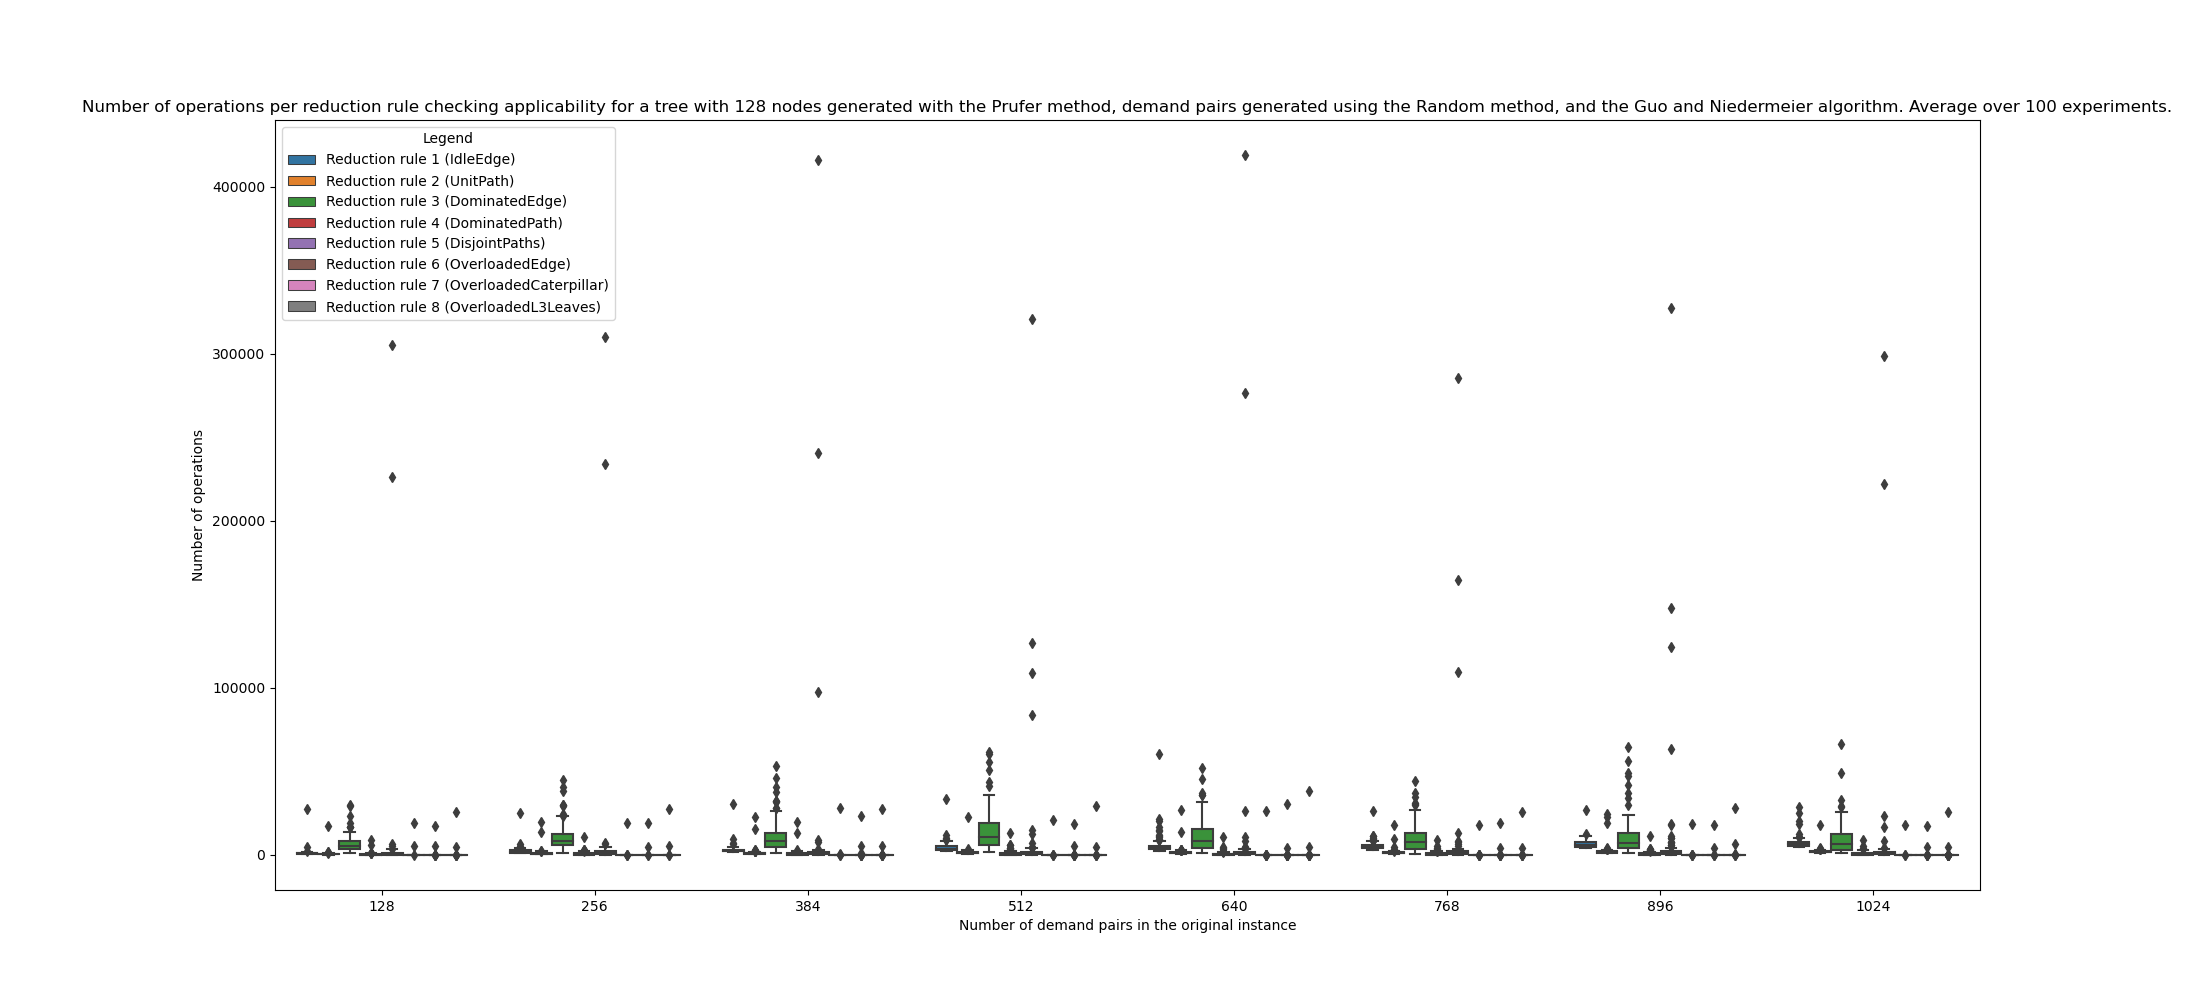 Number of operations per reduction rule checking applicability for a tree with 128 nodes generated with the Prufer method, demand pairs generated using the Random method, and the Guo and Niedermeier algorithm. Average over 100 experiments.
Legend
Reduction rule 1 (IdleEdge)
Reduction rule 2 (UnitPath)
Reduction rule 3 (DominatedEdge)
Reduction rule 4 (DominatedPath)
Reduction rule 5 (DisjointPaths)
Reduction rule 6 (OverloadedEdge)
Reduction rule 7 (OverloadedCaterpillar)
Reduction rule 8 (OverloadedL3Leaves)
400000
300000
200000
100000
0
Number of operations
128 256 384 512 640 768 896 1024
Number of demand pairs in the original instance